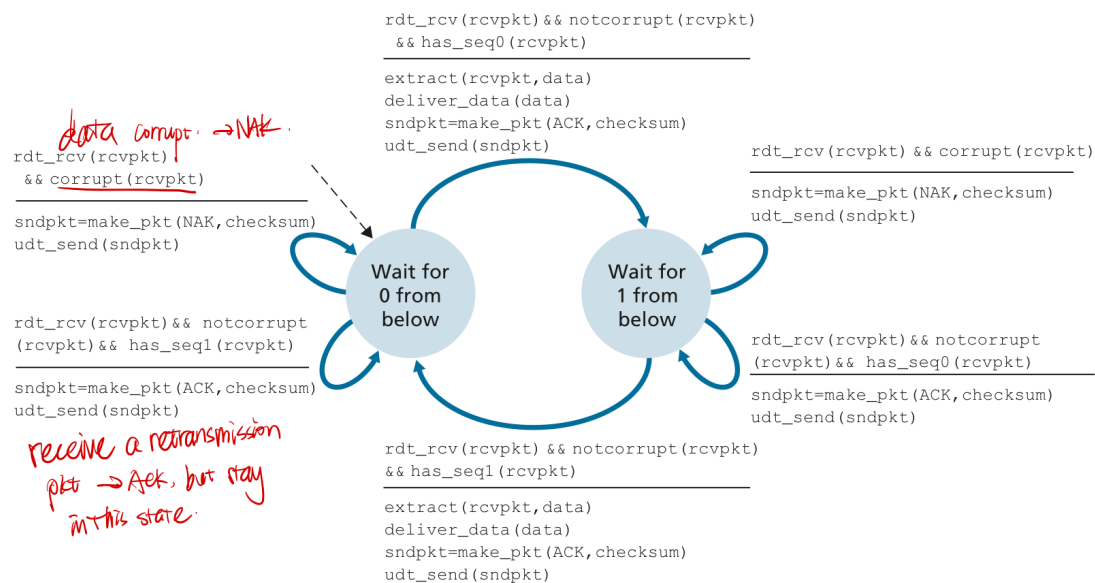 rdt_rcv(rcvpkt)&& notcorrupt(rcvpkt)
&& has_seq0(rcvpkt)
extract(rcvpkt,data)
deliver_data(data)
sndpkt=make_pkt(ACK,checksum)
udt_send(sndpkt)
data corrupt. →NAK.
rdt_rcv(rcvpkt)
&& corrupt(rcvpkt)
sndpkt=make_pkt(NAK,checksum)
udt_send(sndpkt)
rdt_rcv(rcvpkt) && corrupt(rcvpkt)
sndpkt=make_pkt(NAK,checksum)
udt_send(sndpkt)
Wait for
0 from
below
Wait for
1 from
below
rdt_rcv(rcvpkt)&& notcorrupt
(rcvpkt)&& has_seq1(rcvpkt)
sndpkt=make_pkt(ACK,checksum)
udt_send(sndpkt)
receive a retransmission
pkt → Ack, but stay
in this state.
rdt_rcv(rcvpkt)&& notcorrupt
(rcvpkt)&& has_seq0(rcvpkt)
sndpkt=make_pkt(ACK,checksum)
udt_send(sndpkt)
rdt_rcv(rcvpkt) && notcorrupt(rcvpkt)
&& has_seq1(rcvpkt)
extract(rcvpkt,data)
deliver_data(data)
sndpkt=make_pkt(ACK,checksum)
udt_send(sndpkt)